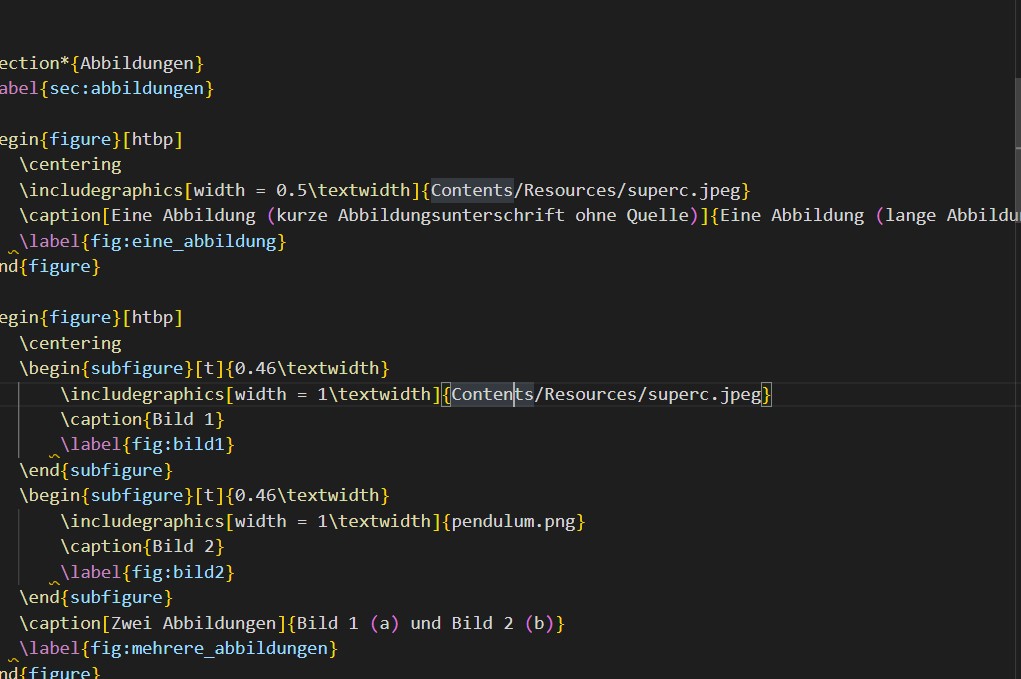 ection*{Abbildungen}
abel{sec:abbildungen}
egin{figure}[htbp]
\centering
\includegraphics[width = 0.5\textwidth]{Contents/Resources/superc.jpeg}
\caption[Eine Abbildung (kurze Abbildungsunterschrift ohne Quelle)]{Eine Abbildung (lange Abbildu
\label{fig:eine_abbildung}
nd{figure}
egin{figure}[htbp]
\centering
\begin{subfigure}[t]{0.46\textwidth}
\includegraphics[width = 1\textwidth]{Contents/Resources/superc.jpeg}
\caption{Bild 1}
\label{fig:bild1}
\end{subfigure}
\begin{subfigure}[t]{0.46\textwidth}
\includegraphics[width = 1\textwidth]{pendulum.png}
\caption{Bild 2}
\label{fig:bild2}
\end{subfigure}
\caption[Zwei Abbildungen]{Bild 1 (a) und Bild 2 (b)}
\label{fig:mehrere_abbildungen}
nd{figure}